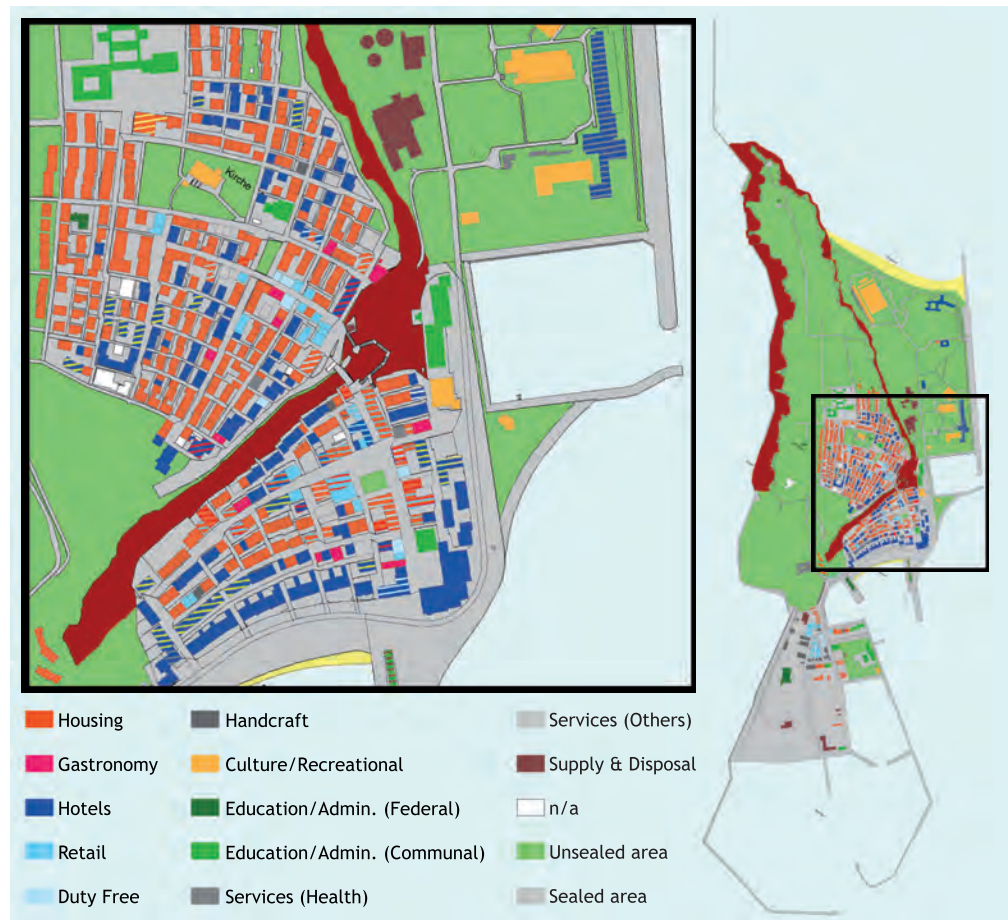 Kirche
Housing
Gastronomy
Hotels
Retail
Duty Free
Handcraft
Culture/Recreational
Education/Admin. (Federal)
Education/Admin. (Communal)
Services (Health)
Services (Others)
Supply & Disposal
n/a
Unsealed area
Sealed area